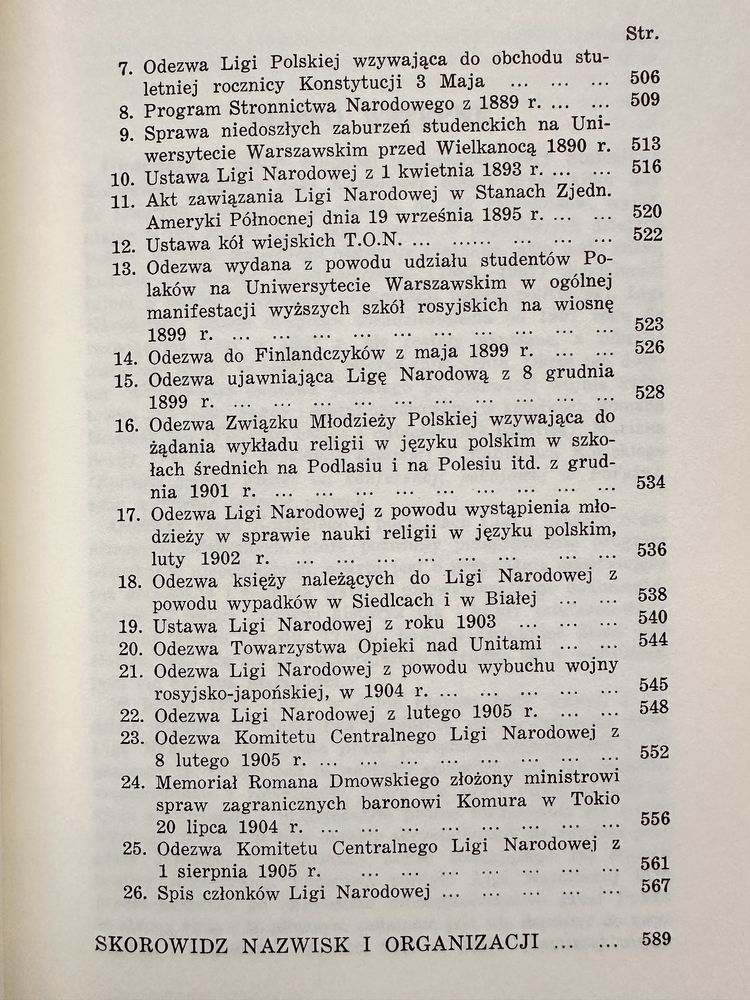 Str.
7. Odezwa Ligi Polskiej wzywająca do obchodu stu-
letniej rocznicy Konstytucji 3 Maja ... ... ... 506
8. Program Stronnictwa Narodowego z 1889 r. ... ... 509
9. Sprawa niedoszłych zaburzeń studenckich na Uni-
wersytecie Warszawskim przed Wielkanocą 1890 r. 513
10. Ustawa Ligi Narodowej z 1 kwietnia 1893 r. ... ... 516
11. Akt zawiązania Ligi Narodowej w Stanach Zjedn.
Ameryki Północnej dnia 19 września 1895 r. ... ... 520
12. Ustawa kół wiejskich T.O.N. ... ...... ... ... ... 522
13. Odezwa wydana z powodu udziału studentów Po-
laków na Uniwersytecie Warszawskim w ogólnej
manifestacji wyższych szkół rosyjskich na wiosnę
1899 r. ... ... ... ... ... ... ... ... ... ... 523
14. Odezwa do Finlandczyków z maja 1899 r. ... ... 526
15. Odezwa ujawniająca Ligę Narodową z 8 grudnia
1899 r. ... ... ... ... ... ... ... ... ... ... 528
16. Odezwa Związku Młodzieży Polskiej wzywająca do
żądania wykładu religii w języku polskim w szko-
łach średnich na Podlasiu i na Polesiu itd. z grud-
nia 1901 r. ... ... ... ... ... ... ... ... ... 534
17. Odezwa Ligi Narodowej z powodu wystąpienia mło-
dzieży w sprawie nauki religii w języku polskim,
luty 1902 r. ... ... ... ... ... ... ... ... 536
18. Odezwa księży należących do Ligi Narodowej z
powodu wypadków w Siedlcach i w Białej ... ... 538
19. Ustawa Ligi Narodowej z roku 1903 ... ... ... 540
20. Odezwa Towarzystwa Opieki nad Unitami ... ... 544
21. Odezwa Ligi Narodowej z powodu wybuchu wojny
rosyjsko-japońskiej, w 1904 r. ... ... ... ... ... 545
22. Odezwa Ligi Narodowej z lutego 1905 r. ... ... 548
23. Odezwa Komitetu Centralnego Ligi Narodowej z
8 lutego 1905 r. ... ... ... ... ... ... ... ... 552
24. Memoriał Romana Dmowskiego złożony ministrowi
spraw zagranicznych baronowi Komura w Tokio
20 lipca 1904 r. ... ... ... ... ... ... ... ... 556
25. Odezwa Komitetu Centralnego Ligi Narodowej z
1 sierpnia 1905 r. ... ... ... ... ... ... ... 561
26. Spis członków Ligi Narodowej ... ... ... ... ... 567
SKOROWIDZ NAZWISK I ORGANIZACJI ... ... 589